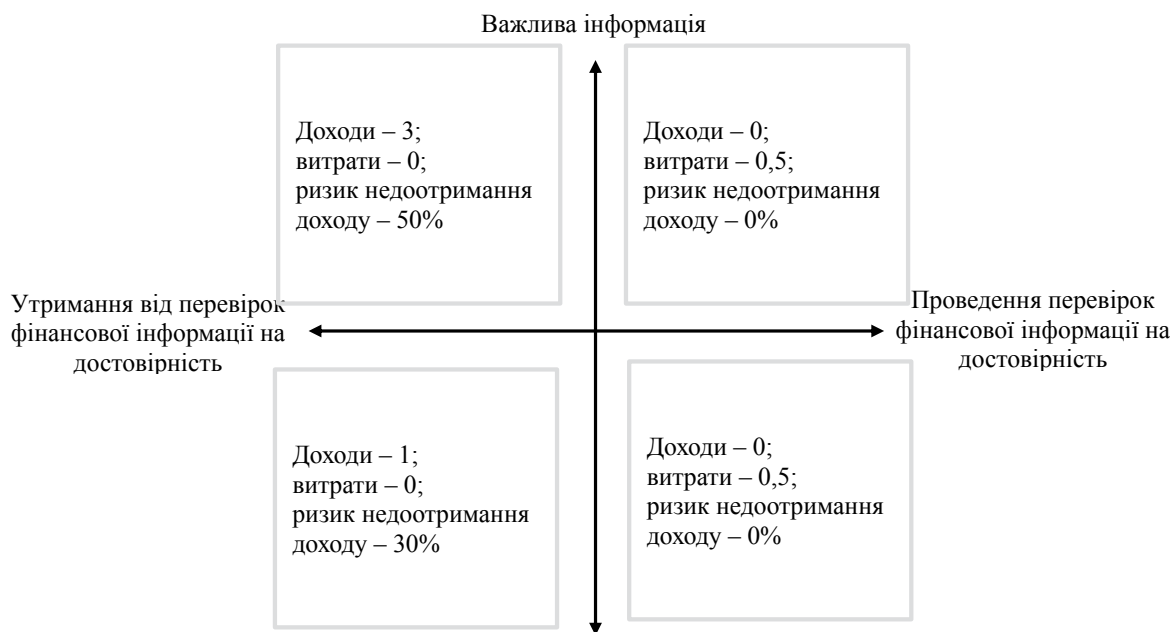 Важлива інформація
Доходи – 3;
витрати – 0;
ризик недоотримання
доходу – 50%
Доходи – 0;
витрати – 0,5;
ризик недоотримання
доходу – 0%
Утримання від перевірок
фінансової інформації на
достовірність
Проведення перевірок
фінансової інформації на
достовірність
Доходи – 1;
витрати – 0;
ризик недоотримання
доходу – 30%
Доходи – 0;
витрати – 0,5;
ризик недоотримання
доходу – 0%